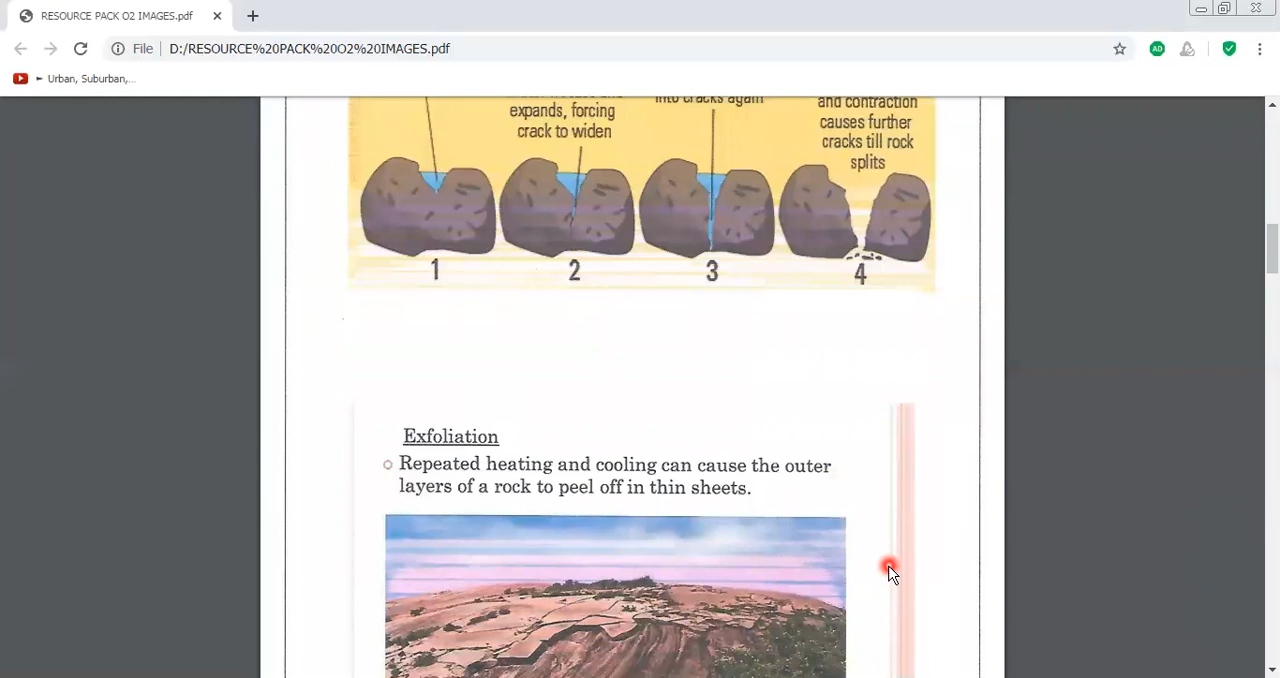 RESOURCE PACK O2 IMAGES.pdf
File D:/RESOURCE%20PACK%20O2%20IMAGES.pdf
AD
► Urban, Suburban,...
into cracks again
and contraction
expands, forcing
causes further
crack to widen
cracks till rock
splits
1 2 3 4
Exfoliation
Repeated heating and cooling can cause the outer
layers of a rock to peel off in thin sheets.